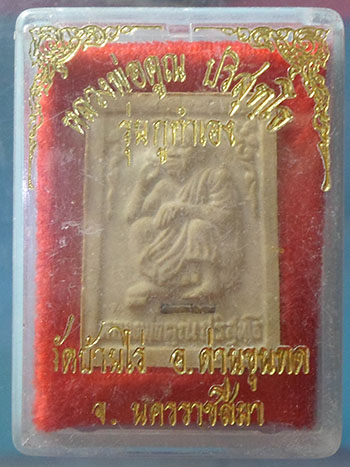 หลวงพ่อคูณ ปริสุทฺโธ
รุ่นกูทำเอง
วัดบ้านไร่ อ.ด่านขุนทด
จ. นครราชสีมา